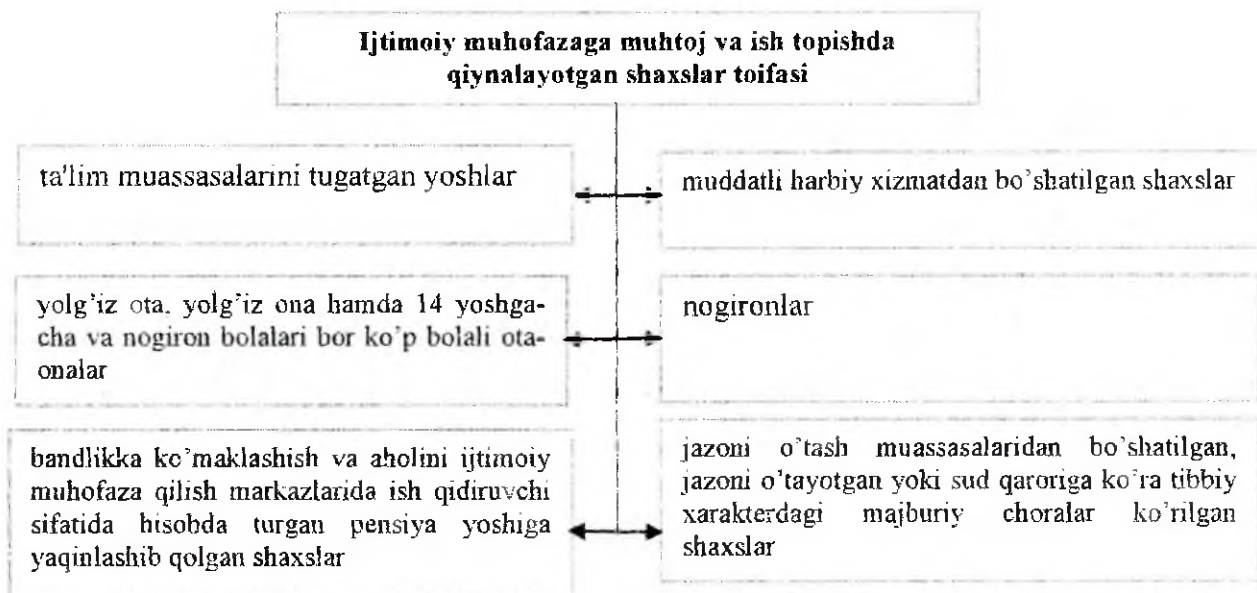 Ijtimoiy muhofazaga muhtoj va ish topishda
qiynalayotgan shaxslar toifasi
ta'lim muassasalarini tugatgan yoshlar
muddatli harbiy xizmatdan bo'shatilgan shaxslar
yolg'iz ota. yolg'iz ona hamda 14 yoshga-
cha va nogiron bolalari bor ko'p bolali ota-
onalar
nogironlar
bandlikka ko'maklashish va aholini ijtimoiy
muhofaza qilish markazlarida ish qidiruvchi
sifatida hisobda turgan pensiya yoshiga
yaqinlashib qolgan shaxslar
jazoni o'tash muassasalaridan bo'shatilgan,
jazoni o'tayotgan yoki sud qaroriga ko'ra tibbiy
xarakterdagi majburiy choralar ko'rilgan
shaxslar